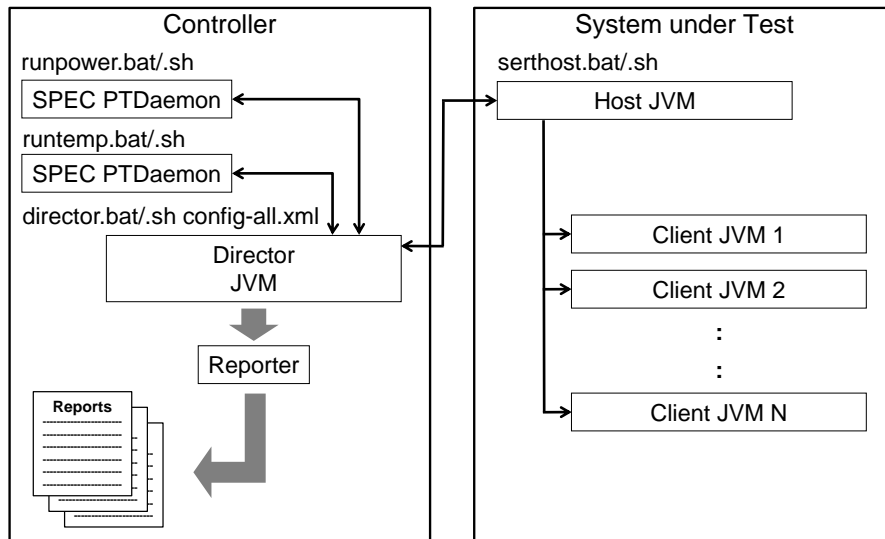 Controller
runpower.bat/.sh
SPEC PTDaemon
runtemp.bat/.sh
SPEC PTDaemon
director.bat/.sh config-all.xml
Director
JVM
Reporter
Reports
System under Test
serthost.bat/.sh
Host JVM
Client JVM 1
Client JVM 2
:
:
Client JVM N